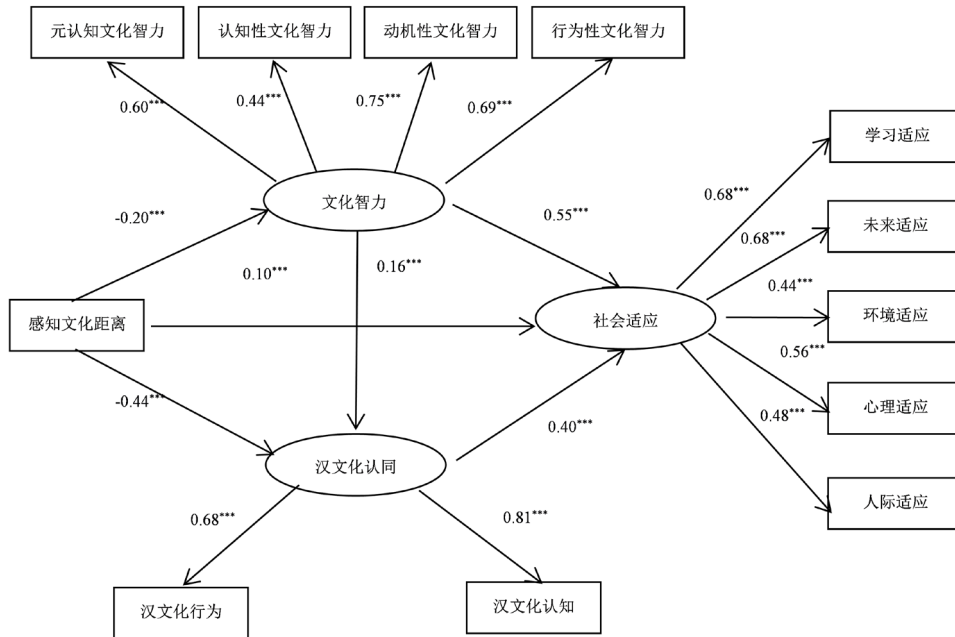 元认知文化智力
认知性文化智力
动机性文化智力
行为性文化智力
0.60***
0.44***
0.75***
0.69***
学习适应
文化智力
0.68***
-0.20***
0.55***
未来适应
0.68***
0.10***
0.16***
0.44***
感知文化距离
社会适应
环境适应
0.56***
-0.44***
心理适应
0.40***
0.48***
汉文化认同
人际适应
0.68***
0.81***
汉文化行为
汉文化认知